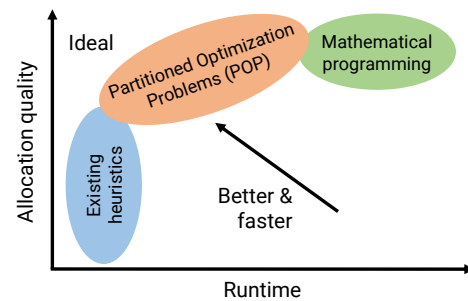 Ideal
Partitioned Optimization
Problems (POP)
Mathematical
programming
Existing
heuristics
Better &
faster
Allocation quality
Runtime